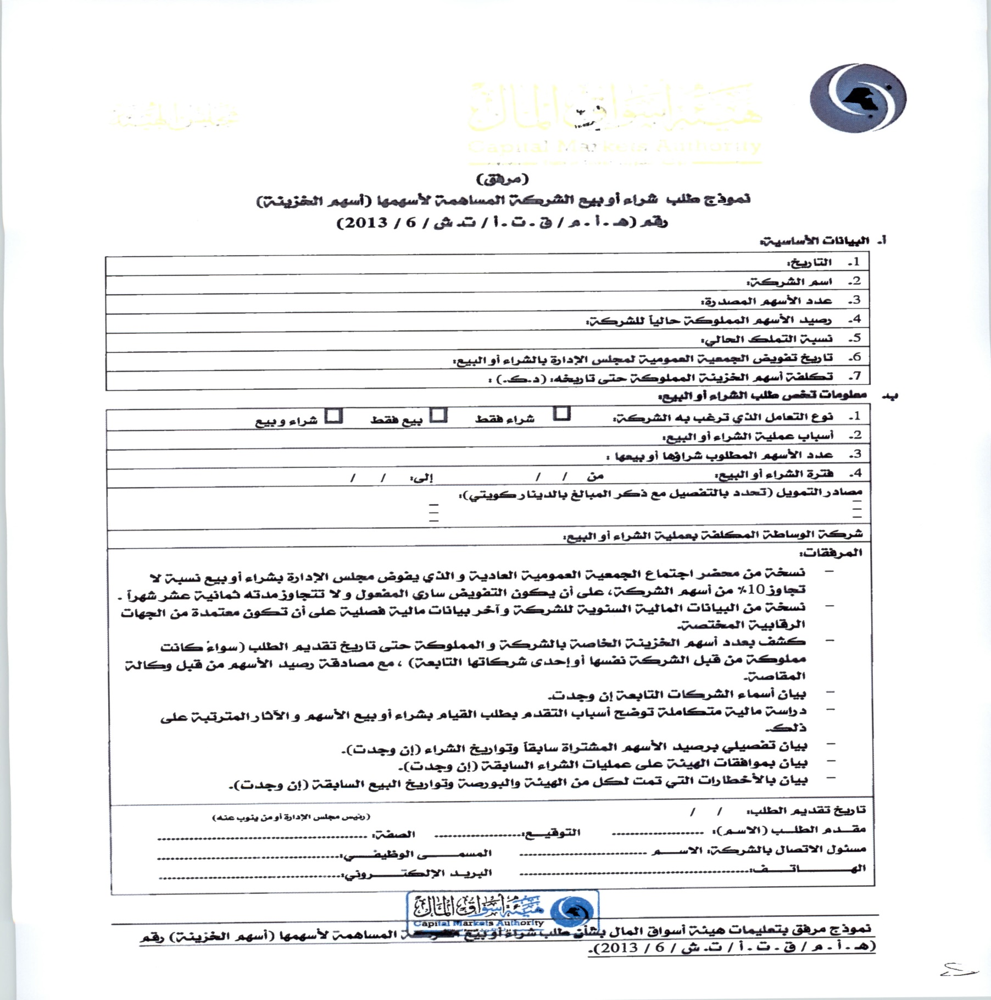 هيئة أسواق المال
مجلس الهيئة
Capital Markets Authority
(مرفق)
نموذج طلب شراء أو بيع الشركة المساهمة لأسهمها (أسهم الخزينة)
رقم (هـ.أ.م/ق.ت.أ/ت.ش/6/2013)
أ. البيانات الأساسية:
1. التاريخ:
2. اسم الشركة:
3. عدد الأسهم المصدرة:
4. رصيد الأسهم المملوكة حالياً للشركة:
5. نسبة التملك الحالي:
6. تاريخ تفويض الجمعية العمومية لمجلس الإدارة بالشراء أو البيع:
7. تكلفة أسهم الخزينة المملوكة حتى تاريخه: (د.ك.) :
ب. معلومات تخص طلب الشراء أو البيع:
1. نوع التعامل الذي ترغب به الشركة: شراء فقط بيع فقط شراء وبيع
2. أسباب عملية الشراء أو البيع:
3. عدد الأسهم المطلوب شراؤها أو بيعها :
4. فترة الشراء أو البيع: من / / إلى: / /
مصادر التمويل (تحدد بالتفصيل مع ذكر المبالغ بالدينار كويتي):
– –
– –
– –
شركة الوساطة المكلفة بعملية الشراء أو البيع:
المرفقات:
– نسخة من محضر اجتماع الجمعية العمومية العادية و الذي يفوض مجلس الإدارة بشراء أو بيع نسبة لا
تجاوز 10% من أسهم الشركة، على أن يكون التفويض ساري المفعول و لا تتجاوز مدته ثمانية عشر شهراً .
– نسخة من البيانات المالية السنوية للشركة و آخر بيانات مالية فصلية على أن تكون معتمدة من الجهات
الرقابية المختصة.
– كشف بعدد أسهم الخزينة الخاصة بالشركة و المملوكة حتى تاريخ تقديم الطلب (سواءً كانت
مملوكة من قبل الشركة نفسها أو إحدى شركاتها التابعة) ، مع مصادقة رصيد الأسهم من قبل وكالة
المقاصة.
– بيان أسماء الشركات التابعة إن وجدت.
– دراسة مالية متكاملة توضح أسباب التقدم بطلب القيام بشراء أو بيع الأسهم و الآثار المترتبة على
ذلك.
– بيان تفصيلي برصيد الأسهم المشتراة سابقاً وتواريخ الشراء (إن وجدت).
– بيان بموافقات الهيئة على عمليات الشراء السابقة (إن وجدت).
– بيان بالأخطارات التي تمت لكل من الهيئة والبورصة وتواريخ البيع السابقة (إن وجدت).
تاريخ تقديم الطلب: / / (رئيس مجلس الإدارة أو من ينوب عنه)
مقـدم الطلـب (الاسـم): ..................... التوقيـع:.................... الصفة: ................................................
مسئول الاتصال بالشركة: الاســم ............................. المسمــــى الوظيفــي:..........................................
الهــــــاتــف:..................................................... البريـد الإلكتــــروني:..........................................
هيئة أسواق المال
Capital Markets Authority
نموذج مرفق بتعليمات هيئة أسواق المال بشأن طلب شراء أو بيع الشركة المساهمة لأسهمها (أسهم الخزينة) رقم
(هـ.أ.م/ق.ت.أ/ت.ش/6/2013).